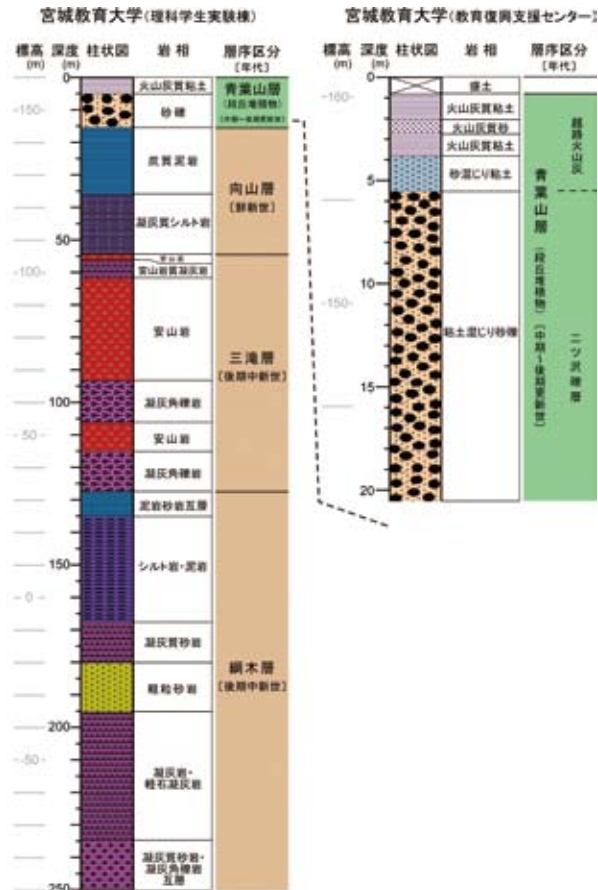 宮城教育大学(理科学生実験棟)
標高 深度 柱状図 岩相 層序区分
(m) (m) [年代]
0
火山灰質粘土
青葉山層
(段丘堆積物)
-150-
砂礫
炭質泥岩
向山層
[鮮新世]
凝灰質シルト岩
50
安山岩質凝灰岩
-100-
安山岩
三滝層
[後期中新世]
凝灰角礫岩
100
安山岩
- 50 -
凝灰角礫岩
泥岩砂岩互層
シルト岩・泥岩
150
- 0 -
凝灰質砂岩
綱木層
[後期中新世]
粗粒砂岩
200
凝灰岩・
軽石凝灰岩
-50-
凝灰質砂岩・
凝灰角礫岩
互層
250
宮城教育大学(教育復興支援センター)
標高 深度 柱状図 岩相 層序区分
(m) (m) [年代]
0
盛土
-160-
火山灰質粘土
火山灰質砂
火山灰質粘土
越路火山灰
砂混じり粘土
5
青葉山層
(段丘堆積物)
[中期~後期更新世]
10
-150-
粘土混じり砂礫
二ツ沢礫層
15
20